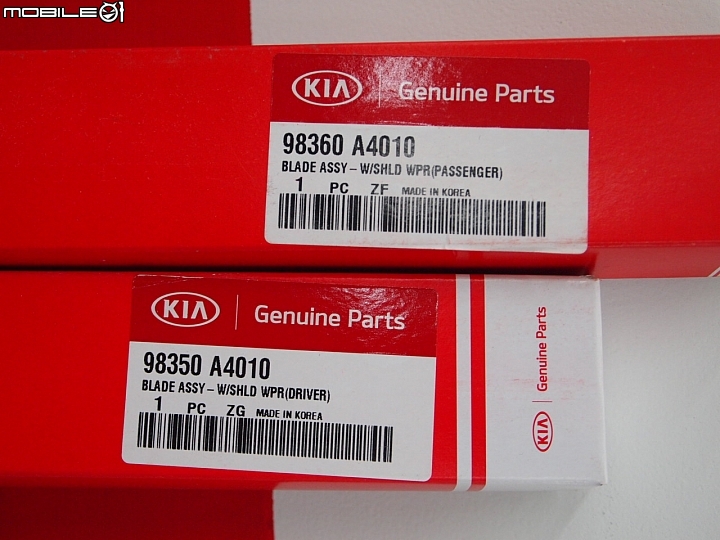 MOBILE01
KIA Genuine Parts
98360 A4010
BLADE ASSY-W/SHLD WPR(PASSENGER)
1 PC ZF MADE IN KOREA
KIA Genuine Parts
98350 A4010
BLADE ASSY-W/SHLD WPR(DRIVER)
1 PC ZG MADE IN KOREA
KIA Genuine Parts